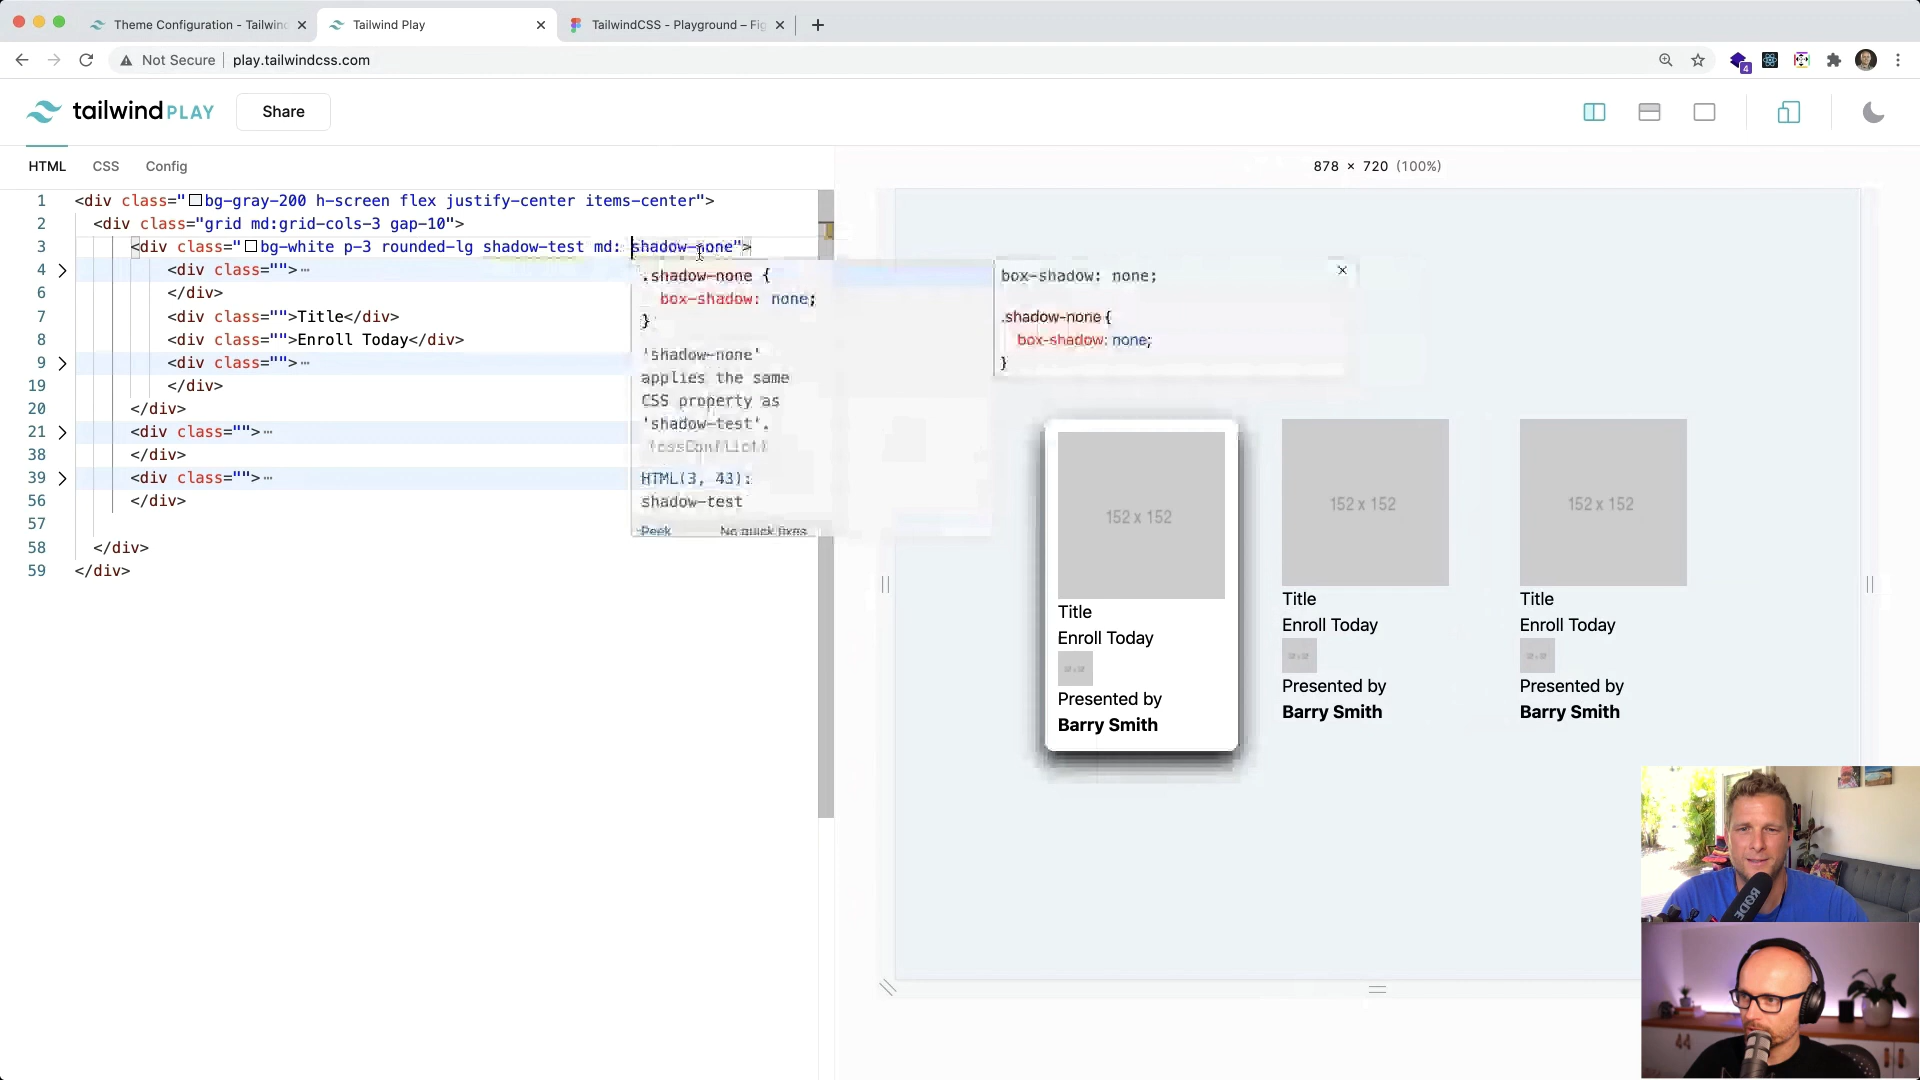 Theme Configuration - Tailwind
Tailwind Play
TailwindCSS - Playground – Fig
Not Secure
play.tailwindcss.com
4
tailwind PLAY
Share
HTML
CSS
Config
878 × 720 (100%)
1 <div class="bg-gray-200 h-screen flex justify-center items-center">
2 <div class="grid md:grid-cols-3 gap-10">
3 <div class="bg-white p-3 rounded-lg shadow-test md: shadow-none">
4 <div class="">
6 </div>
7 <div class="">Title</div>
8 <div class="">Enroll Today</div>
9 <div class="">
19 </div>
20 </div>
21 <div class="">
38 </div>
39 <div class="">
56 </div>
57
58 </div>
59 </div>
.shadow-none {
box-shadow: none;
}
'shadow-none'
applies the same
CSS property as
'shadow-test'.
(cssConflict)
HTML(3, 43):
shadow-test
Peek
No quick fixes
box-shadow: none;
.shadow-none {
box-shadow: none;
}
152 x 152
Title
Enroll Today
Presented by
Barry Smith
152 x 152
Title
Enroll Today
Presented by
Barry Smith
152 x 152
Title
Enroll Today
Presented by
Barry Smith
RODE
44